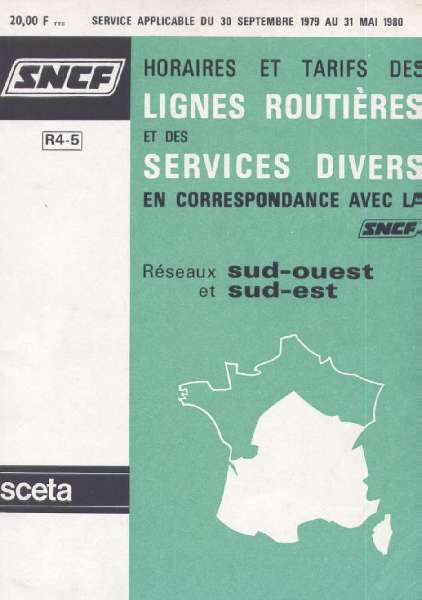 20,00 F TTC SERVICE APPLICABLE DU 30 SEPTEMBRE 1979 AU 31 MAI 1980
SNCF
R4-5
HORAIRES ET TARIFS DES
LIGNES ROUTIÈRES
ET DES
SERVICES DIVERS
EN CORRESPONDANCE AVEC LA
SNCF
Réseaux sud-ouest
et sud-est
sceta